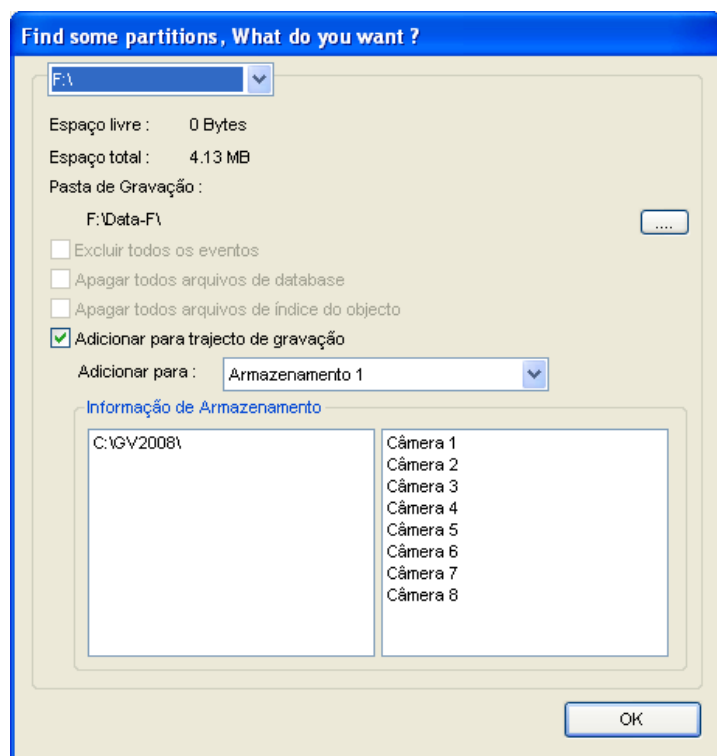 Find some partitions, What do you want ?
F:\
Espaço livre : 0 Bytes
Espaço total : 4.13 MB
Pasta de Gravação :
F:\Data-F\
....
Excluir todos os eventos
Apagar todos arquivos de database
Apagar todos arquivos de índice do objecto
Adicionar para trajecto de gravação
Adicionar para : Armazenamento 1
Informação de Armazenamento
C:\GV2008\
Câmera 1
Câmera 2
Câmera 3
Câmera 4
Câmera 5
Câmera 6
Câmera 7
Câmera 8
OK